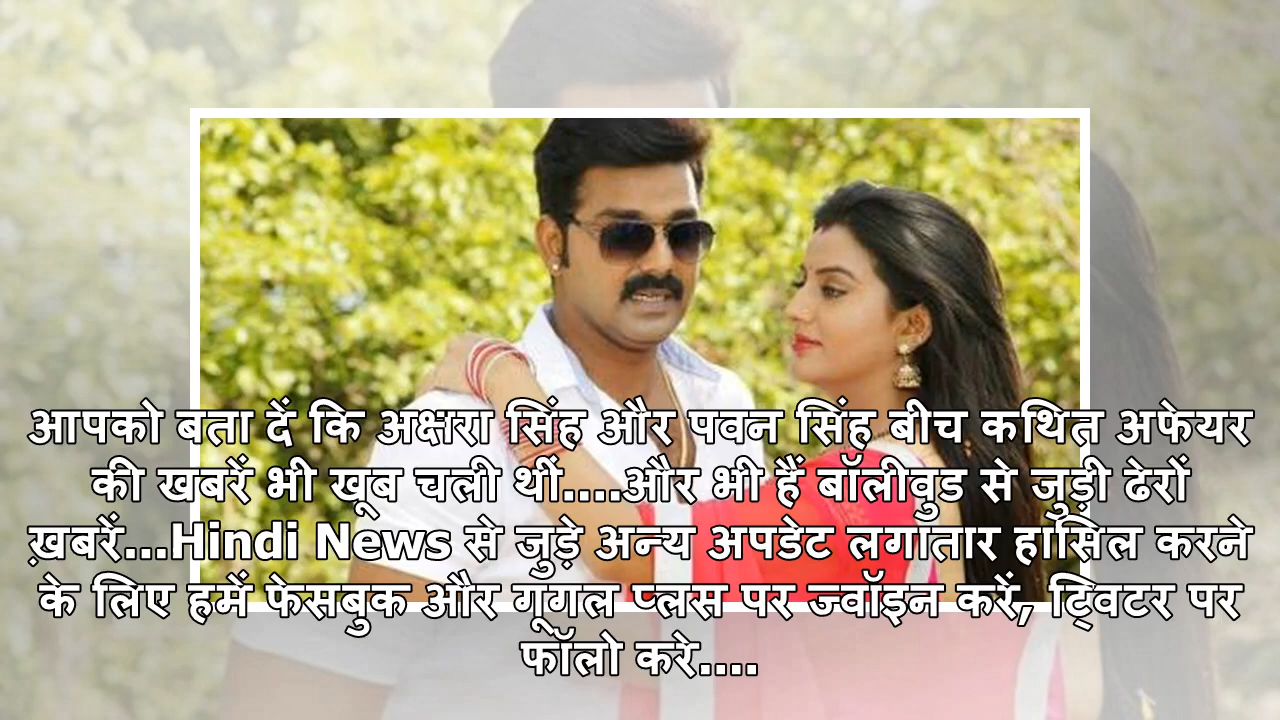 आपको बता दें कि अक्षरा सिंह और पवन सिंह बीच कथित अफेयर
की खबरें भी खूब चली थीं....और भी हैं बॉलीवुड से जुड़ी ढेरों
ख़बरें...Hindi News से जुड़े अन्य अपडेट लगातार हासिल करने
के लिए हमें फेसबुक और गूगल प्लस पर ज्वॉइन करें, ट्विटर पर
फॉलो करे....